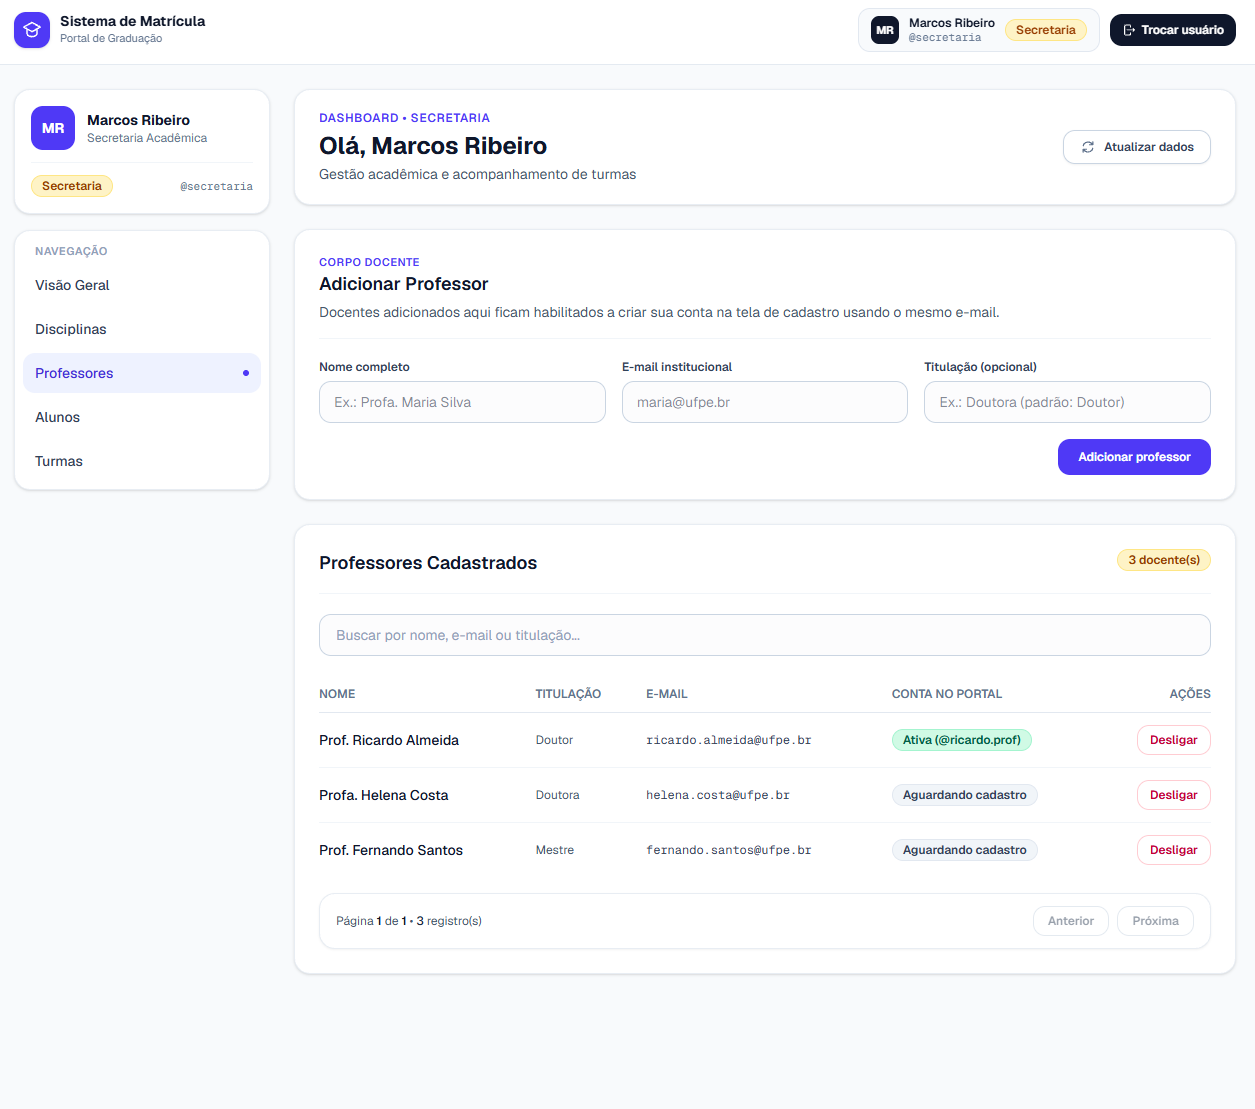 Sistema de Matrícula
Portal de Graduação
MR
Marcos Ribeiro
@secretaria
Secretaria
Trocar usuário
MR
Marcos Ribeiro
Secretaria Acadêmica
Secretaria
@secretaria
NAVEGAÇÃO
Visão Geral
Disciplinas
Professores
Alunos
Turmas
DASHBOARD • SECRETARIA
Olá, Marcos Ribeiro
Gestão acadêmica e acompanhamento de turmas
Atualizar dados
CORPO DOCENTE
Adicionar Professor
Docentes adicionados aqui ficam habilitados a criar sua conta na tela de cadastro usando o mesmo e-mail.
Nome completo
Ex.: Profa. Maria Silva
E-mail institucional
maria@ufpe.br
Titulação (opcional)
Ex.: Doutora (padrão: Doutor)
Adicionar professor
Professores Cadastrados
3 docente(s)
Buscar por nome, e-mail ou titulação...
NOME TITULAÇÃO E-MAIL CONTA NO PORTAL AÇÕES
Prof. Ricardo Almeida Doutor ricardo.almeida@ufpe.br Ativa (@ricardo.prof) Desligar
Profa. Helena Costa Doutora helena.costa@ufpe.br Aguardando cadastro Desligar
Prof. Fernando Santos Mestre fernando.santos@ufpe.br Aguardando cadastro Desligar
Página 1 de 1 • 3 registro(s)
Anterior
Próxima